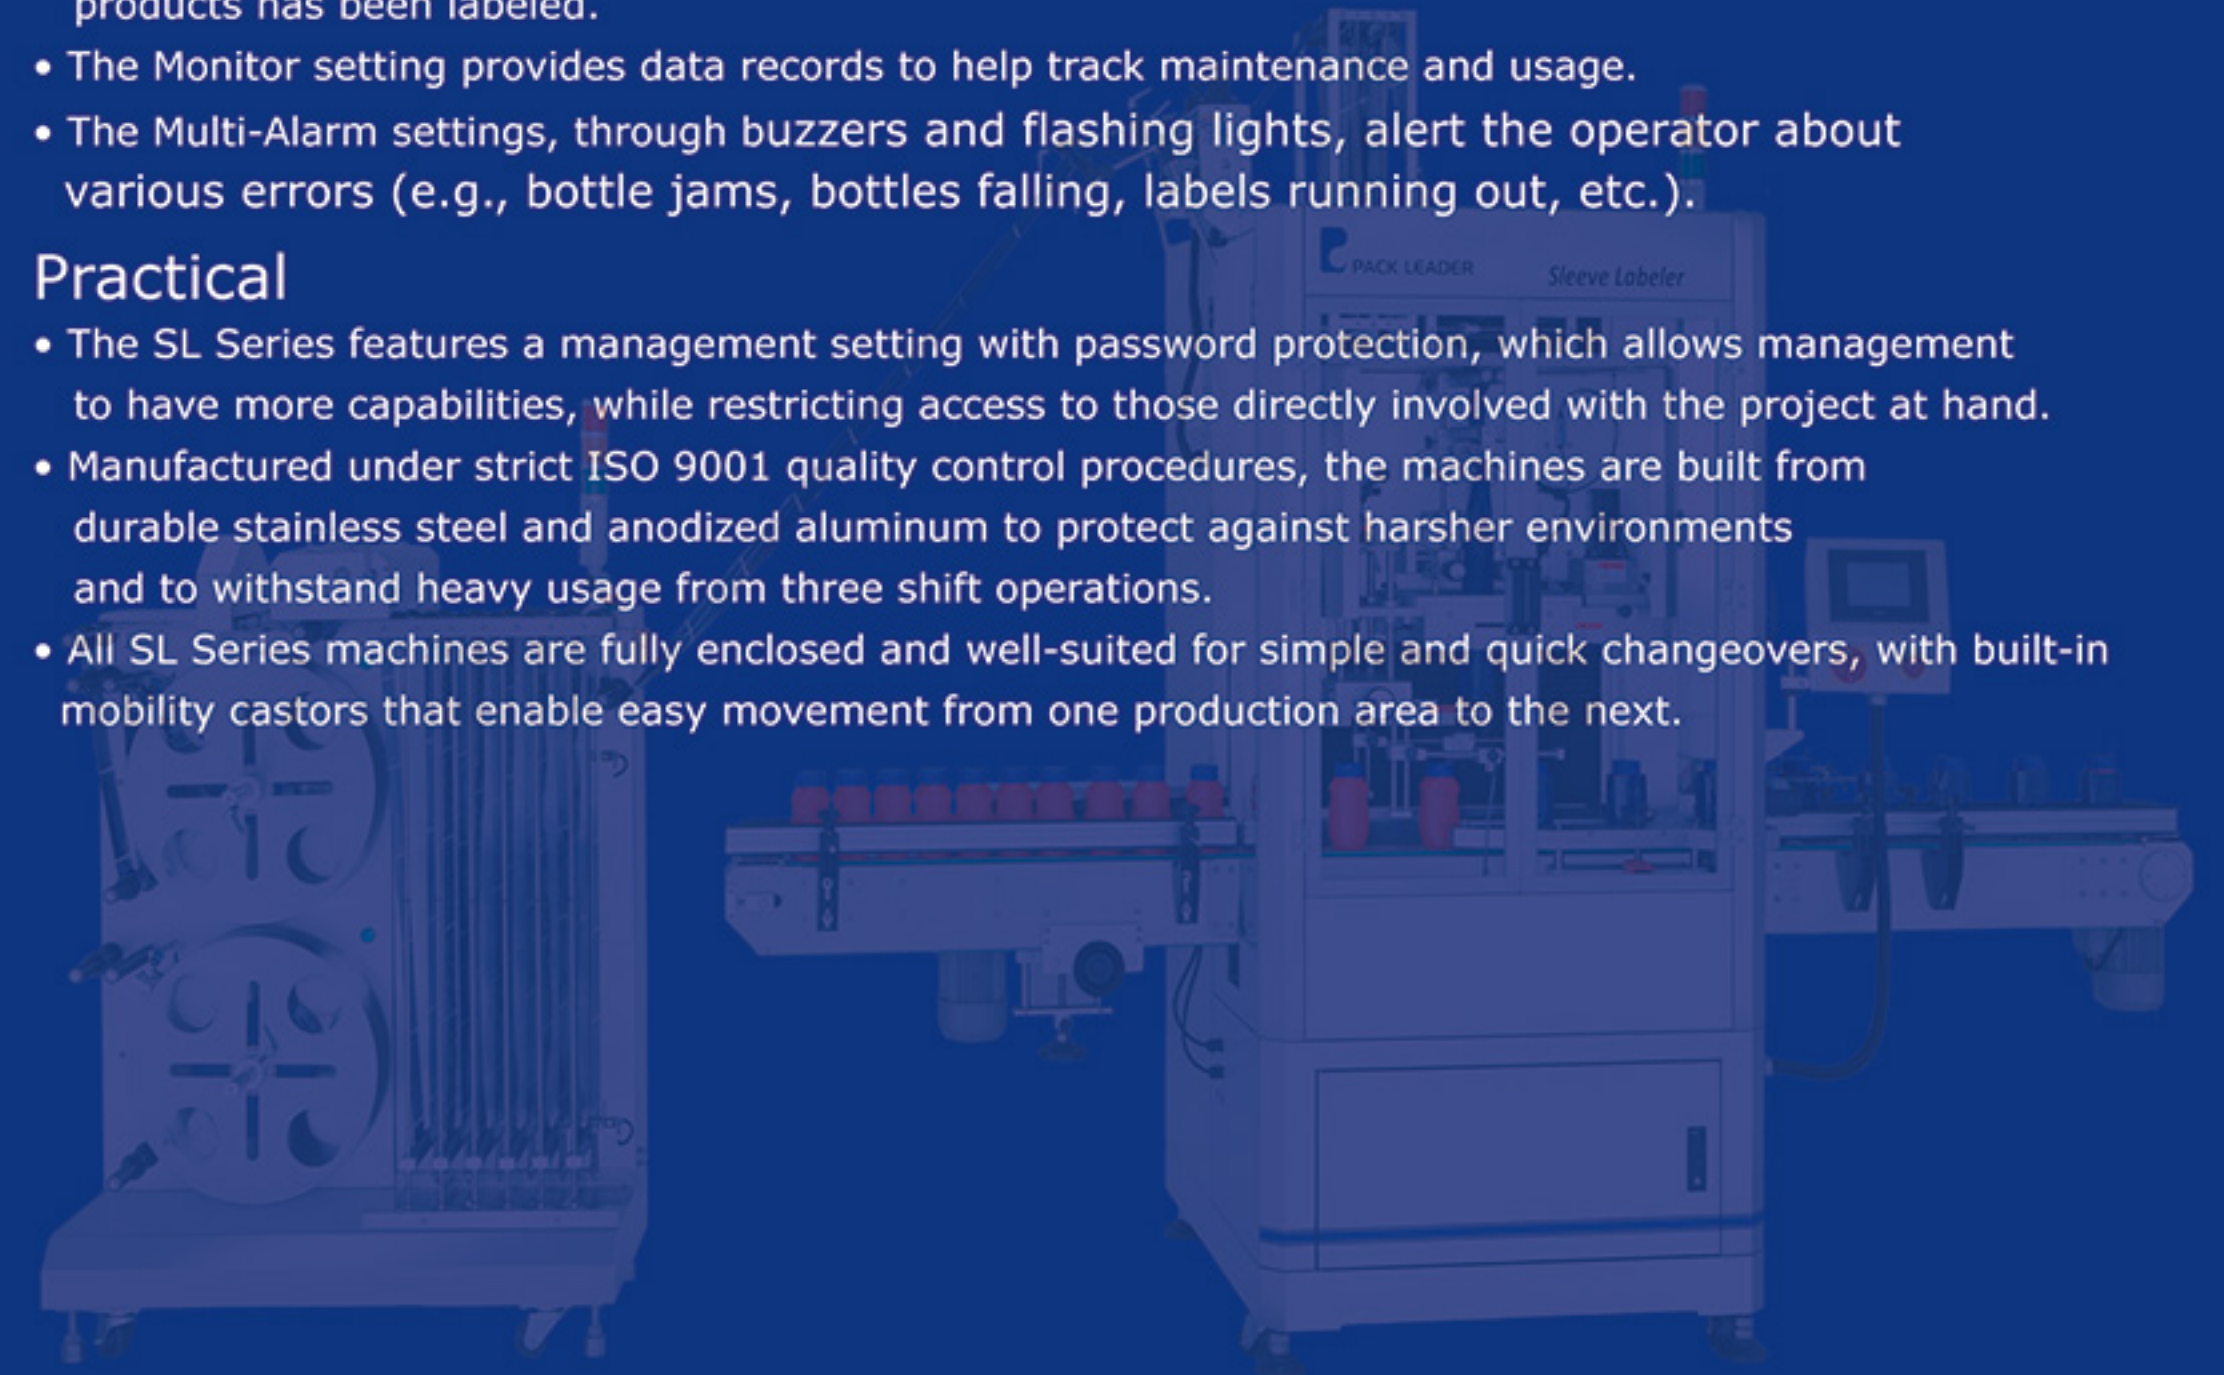 products has been labeled.
• The Monitor setting provides data records to help track maintenance and usage.
• The Multi-Alarm settings, through buzzers and flashing lights, alert the operator about
various errors (e.g., bottle jams, bottles falling, labels running out, etc.).
PACK LEADER
Sleeve Labeler
Practical
• The SL Series features a management setting with password protection, which allows management
to have more capabilities, while restricting access to those directly involved with the project at hand.
• Manufactured under strict ISO 9001 quality control procedures, the machines are built from
durable stainless steel and anodized aluminum to protect against harsher environments
and to withstand heavy usage from three shift operations.
• All SL Series machines are fully enclosed and well-suited for simple and quick changeovers, with built-in
mobility castors that enable easy movement from one production area to the next.